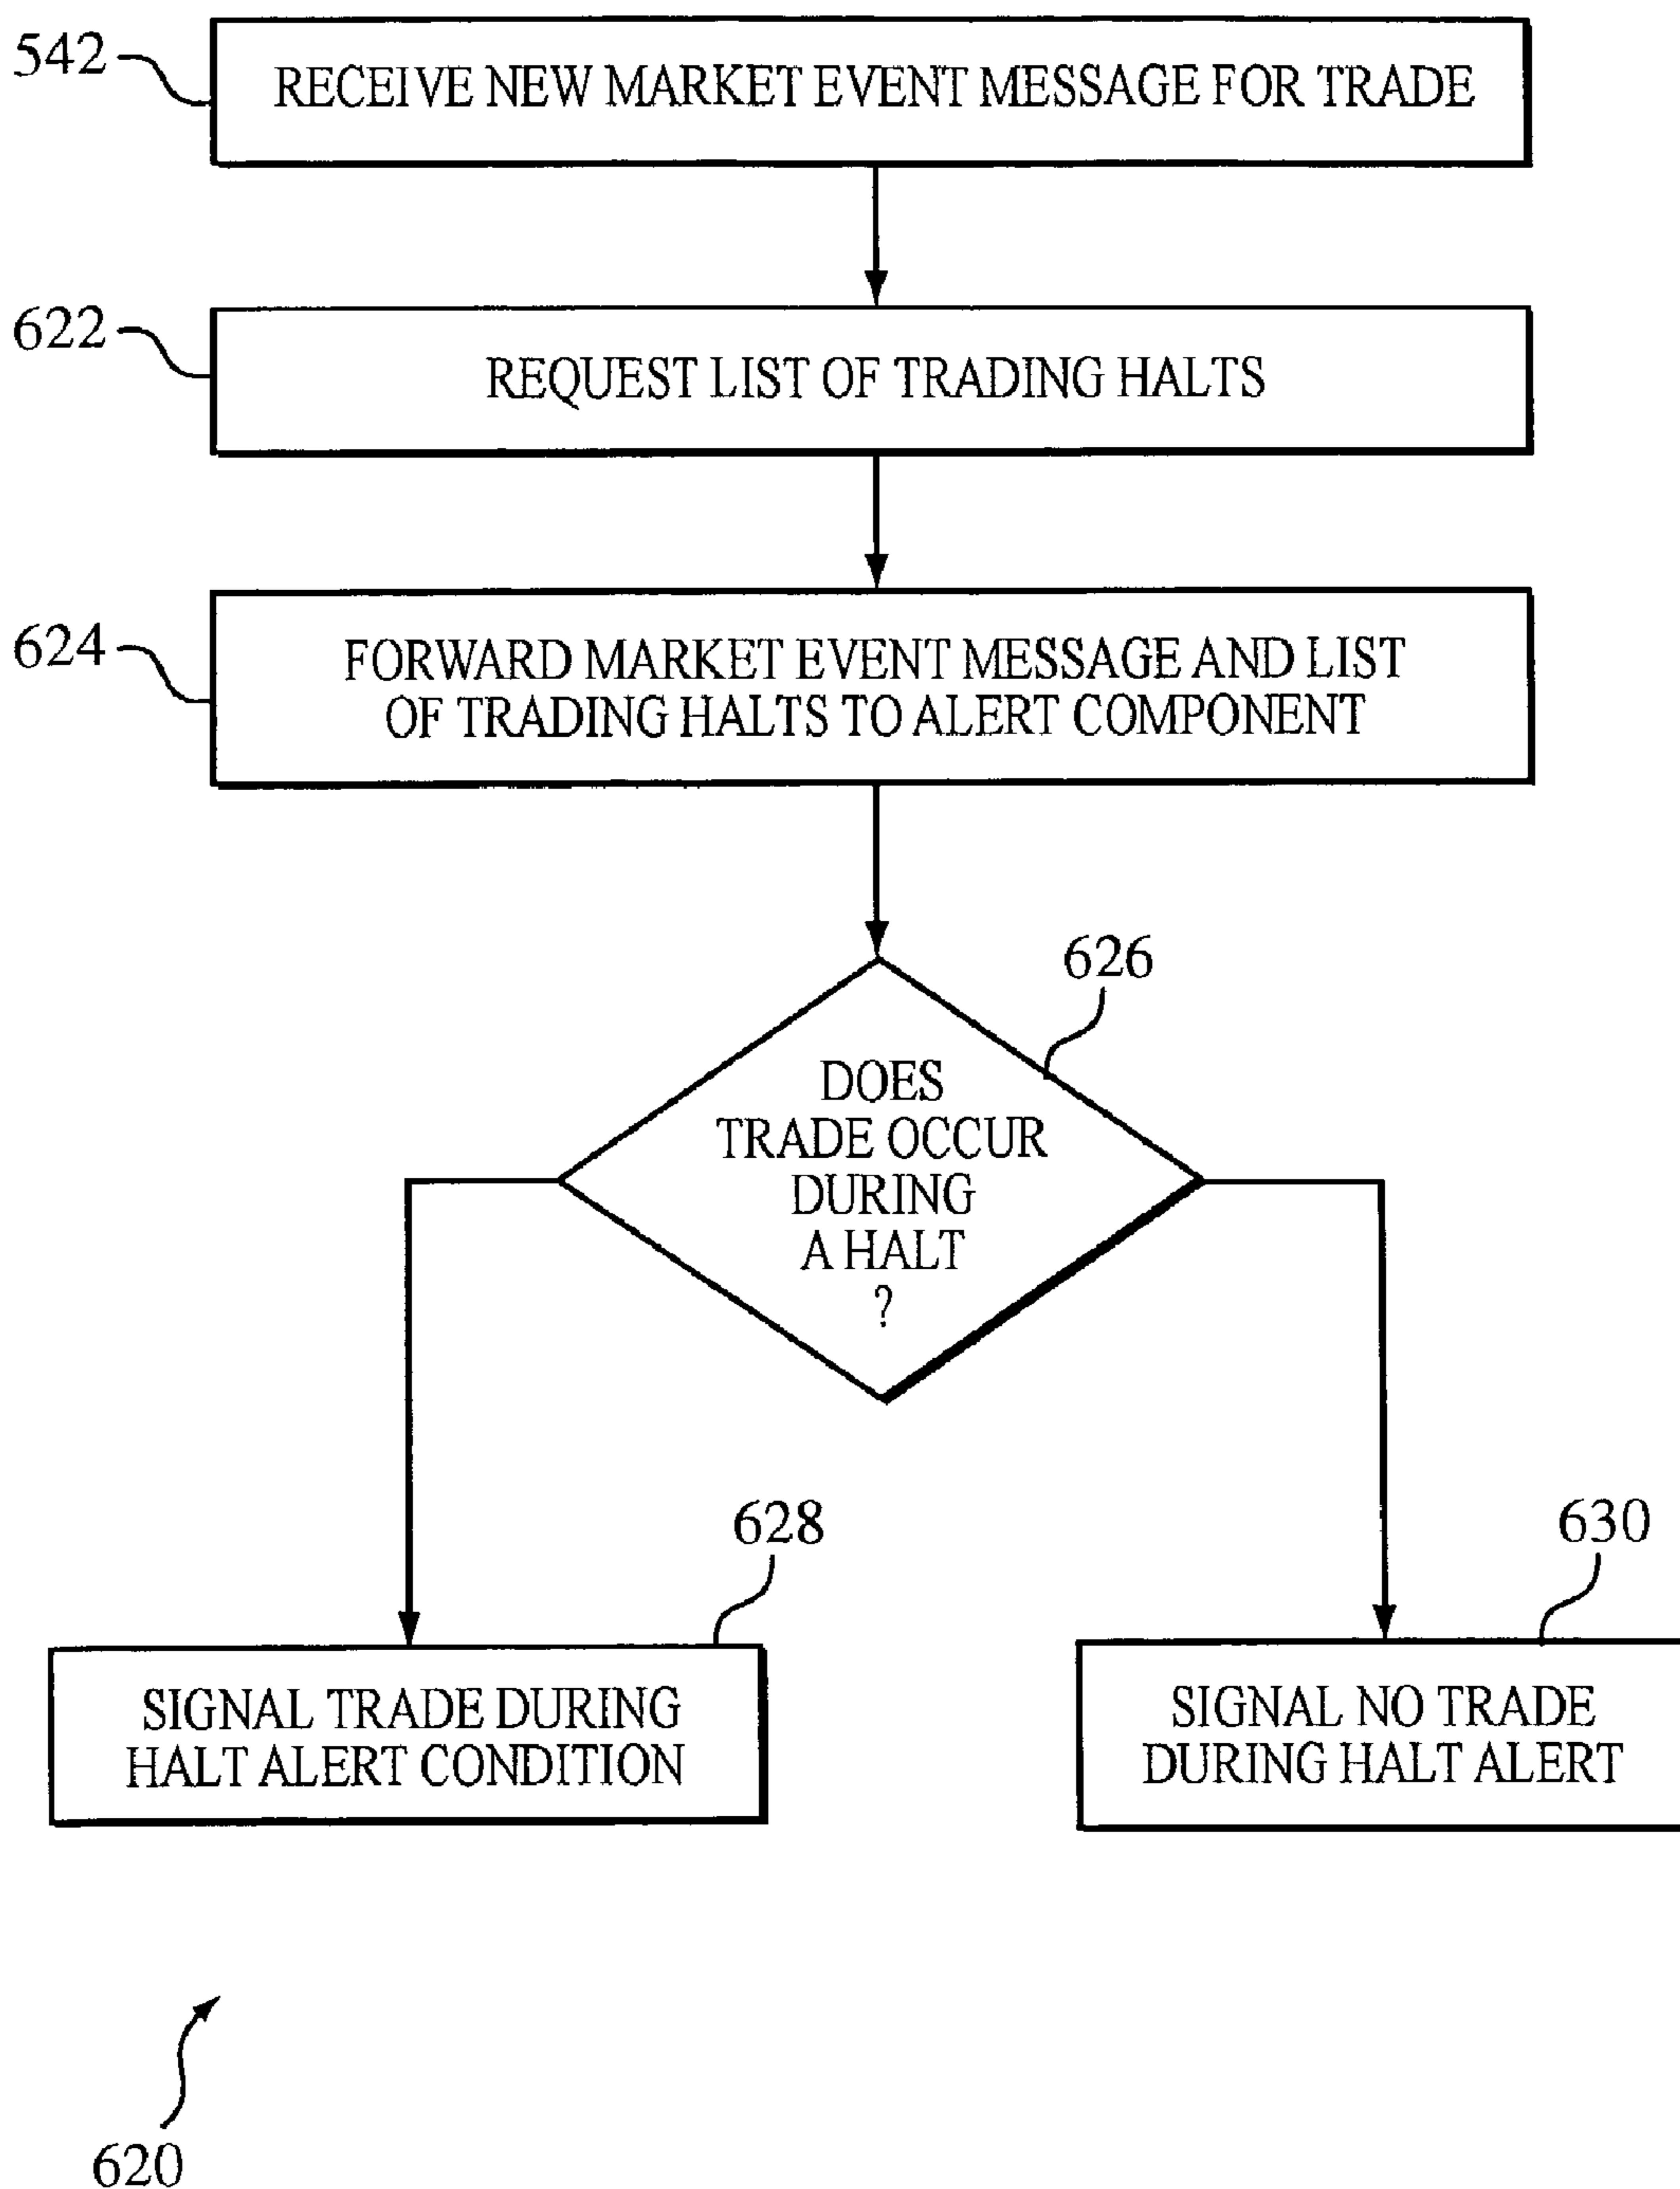 542
RECEIVE NEW MARKET EVENT MESSAGE FOR TRADE
622
REQUEST LIST OF TRADING HALTS
624
FORWARD MARKET EVENT MESSAGE AND LIST
OF TRADING HALTS TO ALERT COMPONENT
626
DOES
TRADE OCCUR
DURING
A HALT
?
628
SIGNAL TRADE DURING
HALT ALERT CONDITION
630
SIGNAL NO TRADE
DURING HALT ALERT
620